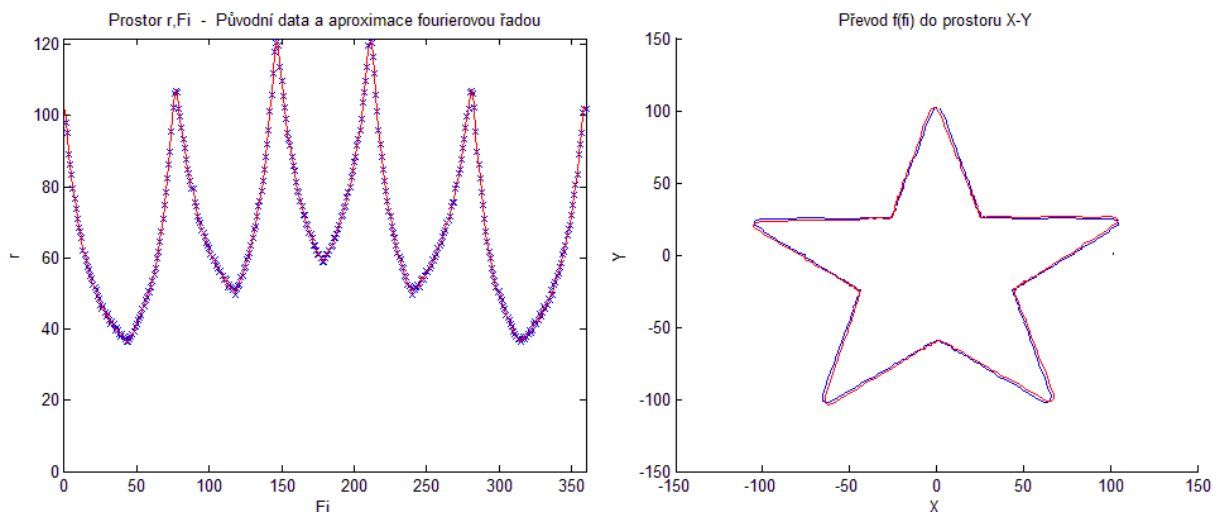 Prostor r,Fi - Původní data a aproximace fourierovou řadou
120
100
80
60
40
20
0
r
0 50 100 150 200 250 300 350
Fi
Převod f(fi) do prostoru X-Y
150
100
50
0
-50
-100
-150
Y
-150 -100 -50 0 50 100 150
X